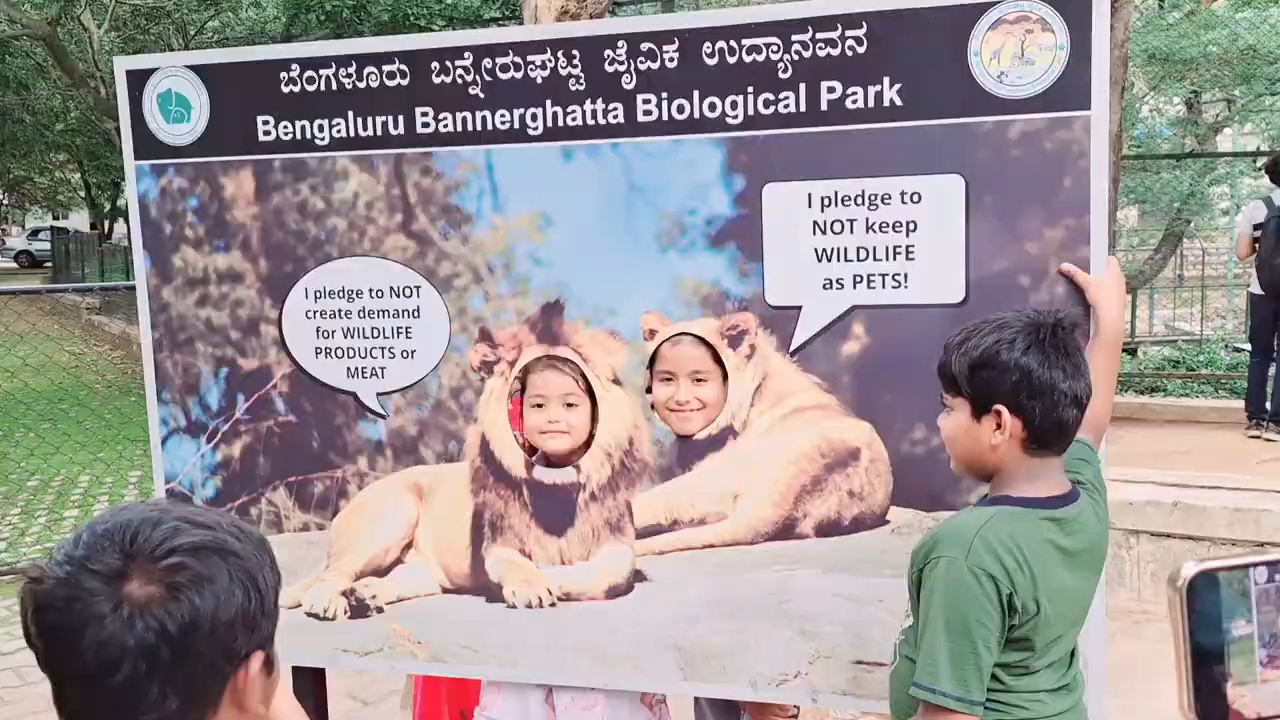 ಬೆಂಗಳೂರು ಬನ್ನೇರುಘಟ್ಟ ಜೈವಿಕ ಉದ್ಯಾನವನ
Bengaluru Bannerghatta Biological Park
I pledge to NOT
create demand
for WILDLIFE
PRODUCTS or
MEAT
I pledge to
NOT keep
WILDLIFE
as PETS!